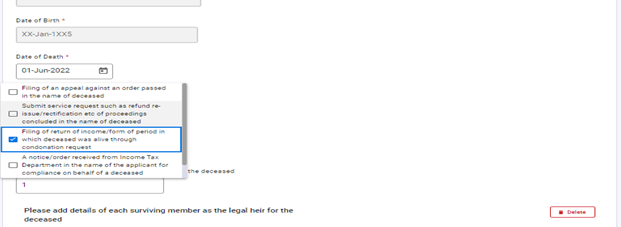 Date of Birth *
XX-Jan-1XX5
Date of Death *
01-Jun-2022
Filing of an appeal against an order passed
in the name of deceased
Submit service request such as refund re-
issue/rectification etc of proceedings
concluded in the name of deceased
Filing of return of income/form of period in
which deceased was alive through
condonation request
A notice/order received from Income Tax
Department in the name of the applicant for
compliance on behalf of a deceased
the deceased
1
Please add details of each surviving member as the legal heir for the
deceased
Delete